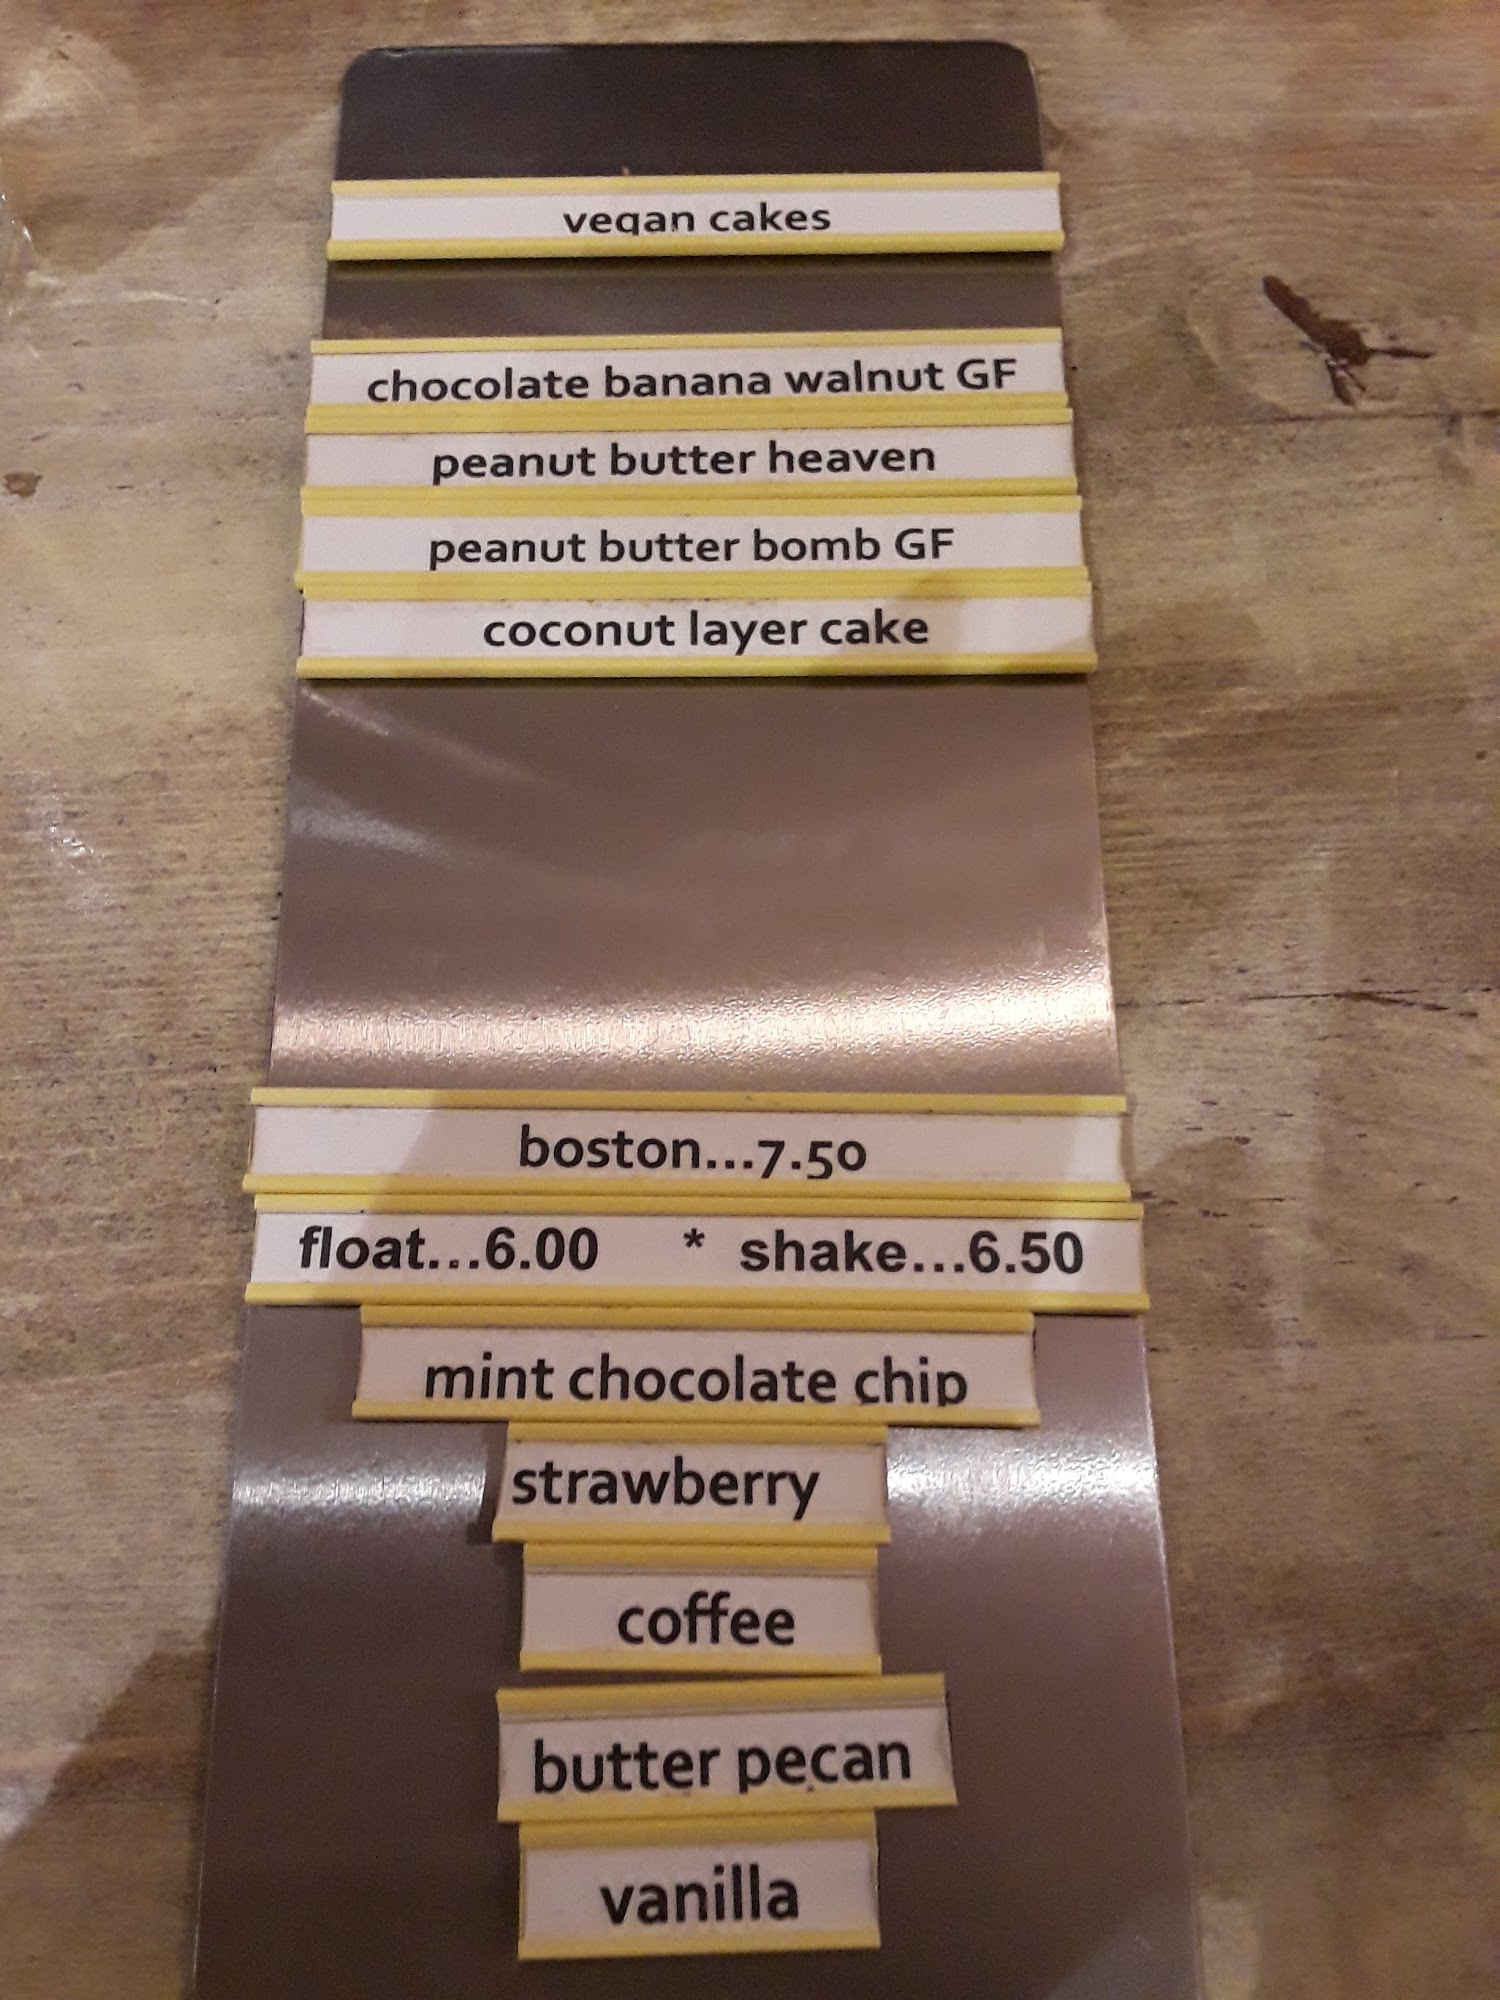 vegan cakes
chocolate banana walnut GF
peanut butter heaven
peanut butter bomb GF
coconut layer cake
boston...7.50
float...6.00 * shake...6.50
mint chocolate chip
strawberry
coffee
butter pecan
vanilla